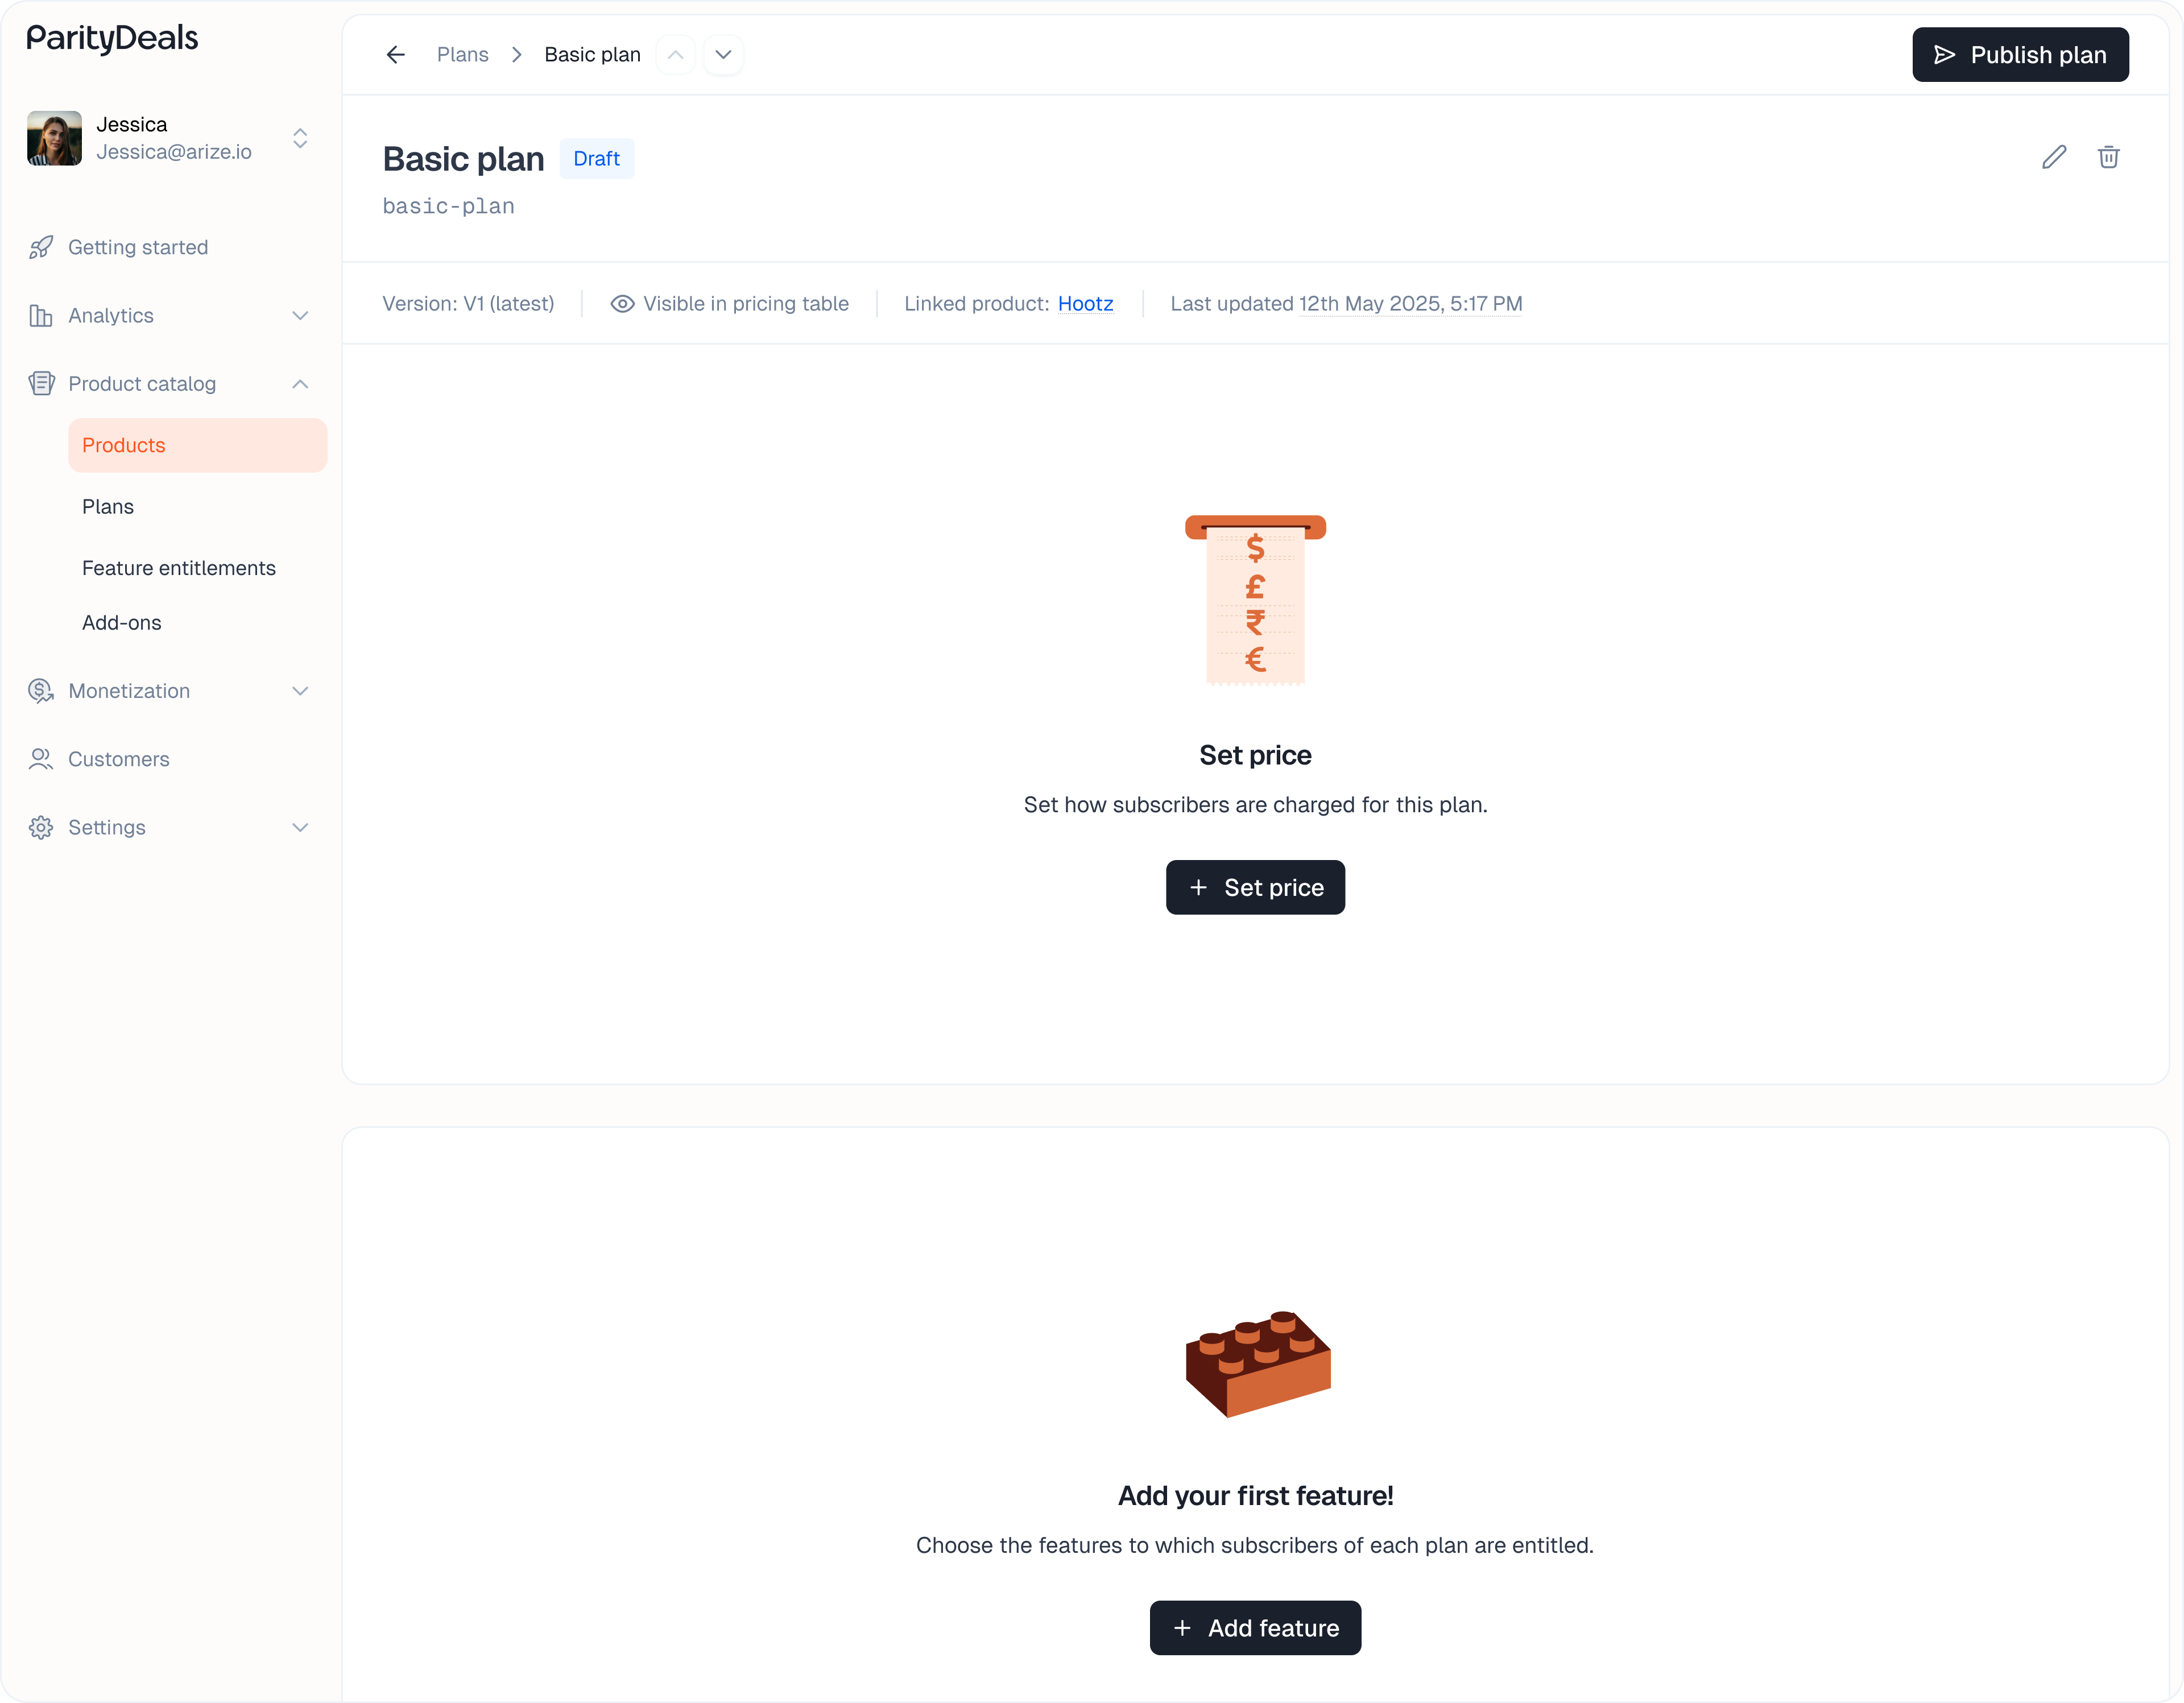 ParityDeals
Jessica
Jessica@arize.io
Getting started
Analytics
Product catalog
Products
Plans
Feature entitlements
Add-ons
Monetization
Customers
Settings
Plans > Basic plan
Publish plan
Basic plan Draft
basic-plan
Version: V1 (latest) Visible in pricing table Linked product: Hootz Last updated 12th May 2025, 5:17 PM
$
£
₹
€
Set price
Set how subscribers are charged for this plan.
+ Set price
Add your first feature!
Choose the features to which subscribers of each plan are entitled.
+ Add feature